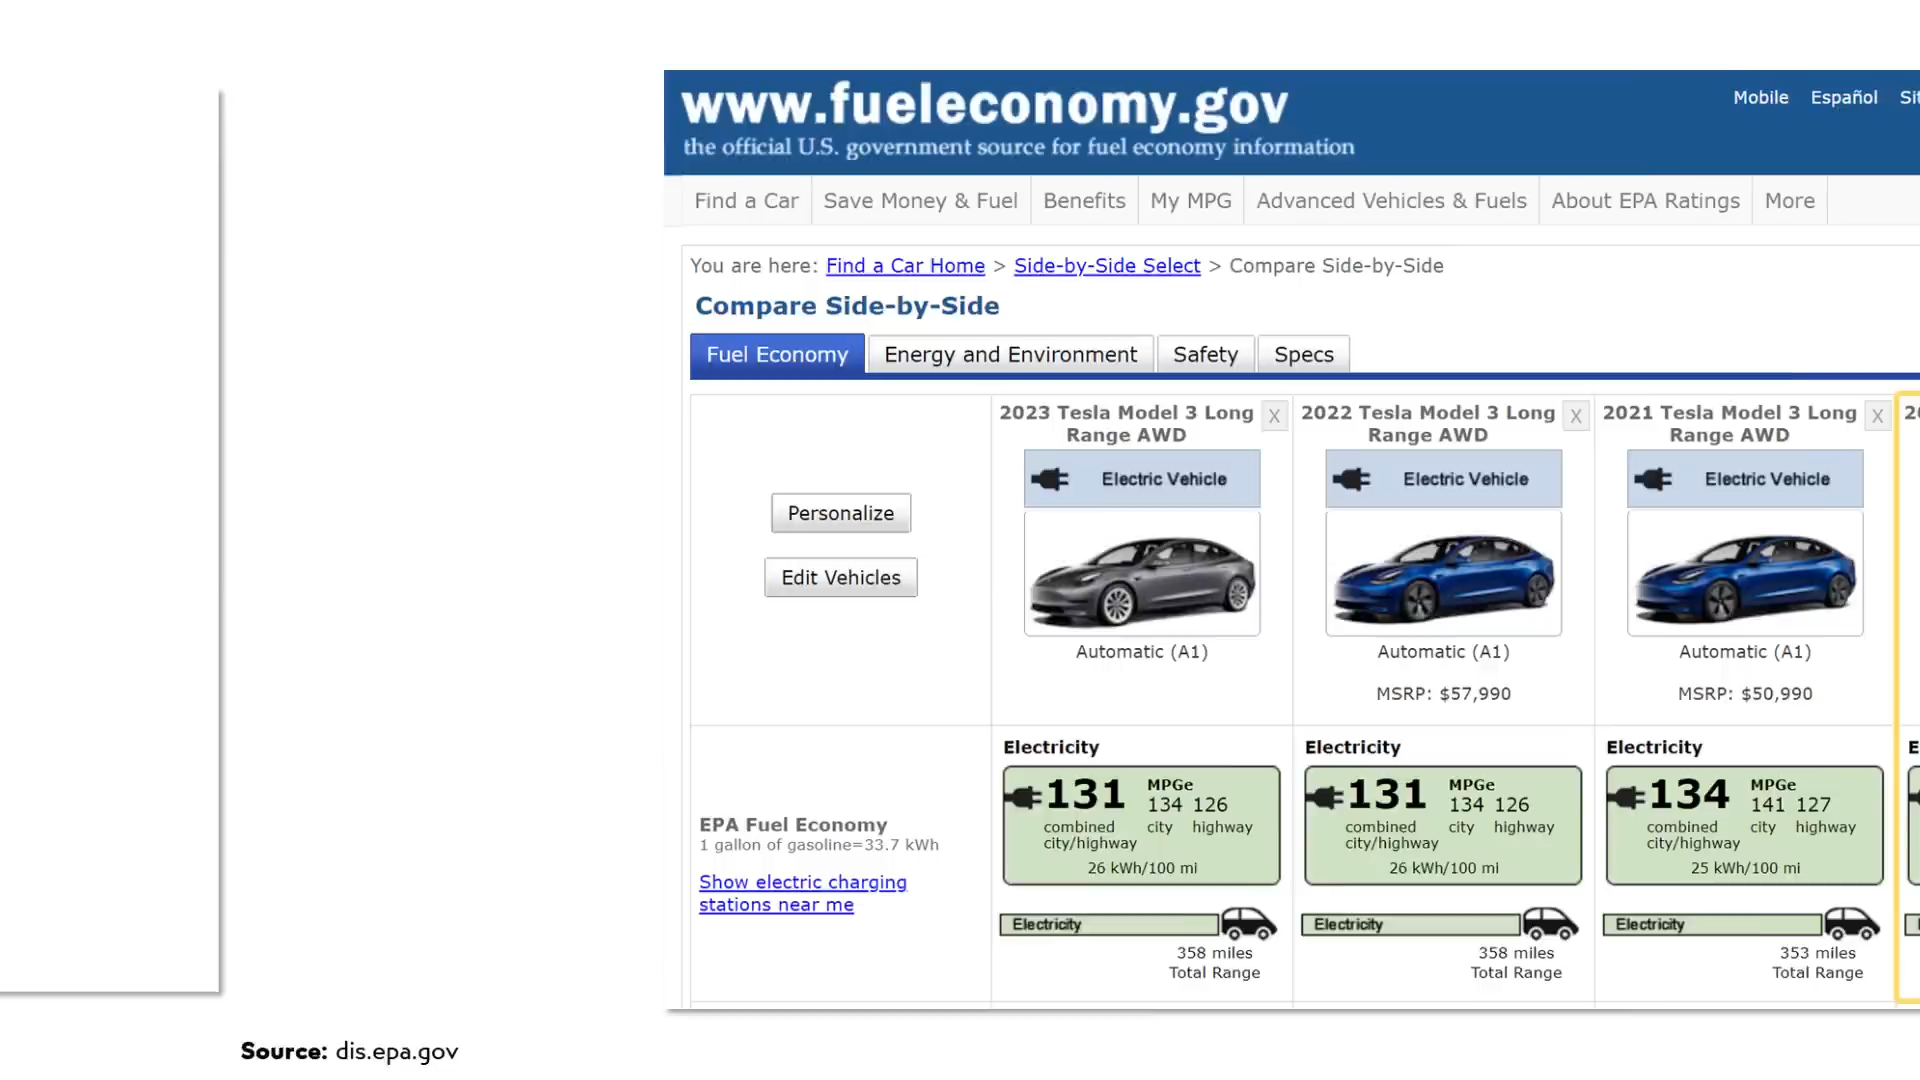 www.fueleconomy.gov
the official U.S. government source for fuel economy information
Mobile Español
Find a Car Save Money & Fuel Benefits My MPG Advanced Vehicles & Fuels About EPA Ratings More
You are here: Find a Car Home > Side-by-Side Select > Compare Side-by-Side
Compare Side-by-Side
Fuel Economy Energy and Environment Safety Specs
Personalize
Edit Vehicles
2023 Tesla Model 3 Long X
Range AWD
Electric Vehicle
Automatic (A1)
2022 Tesla Model 3 Long X
Range AWD
Electric Vehicle
Automatic (A1)
MSRP: $57,990
2021 Tesla Model 3 Long X
Range AWD
Electric Vehicle
Automatic (A1)
MSRP: $50,990
EPA Fuel Economy
1 gallon of gasoline=33.7 kWh
Show electric charging
stations near me
Electricity
131 MPGe
134 126
combined city highway
city/highway
26 kWh/100 mi
Electricity
358 miles
Total Range
Electricity
131 MPGe
134 126
combined city highway
city/highway
26 kWh/100 mi
Electricity
358 miles
Total Range
Electricity
134 MPGe
141 127
combined city highway
city/highway
25 kWh/100 mi
Electricity
353 miles
Total Range
Source: dis.epa.gov